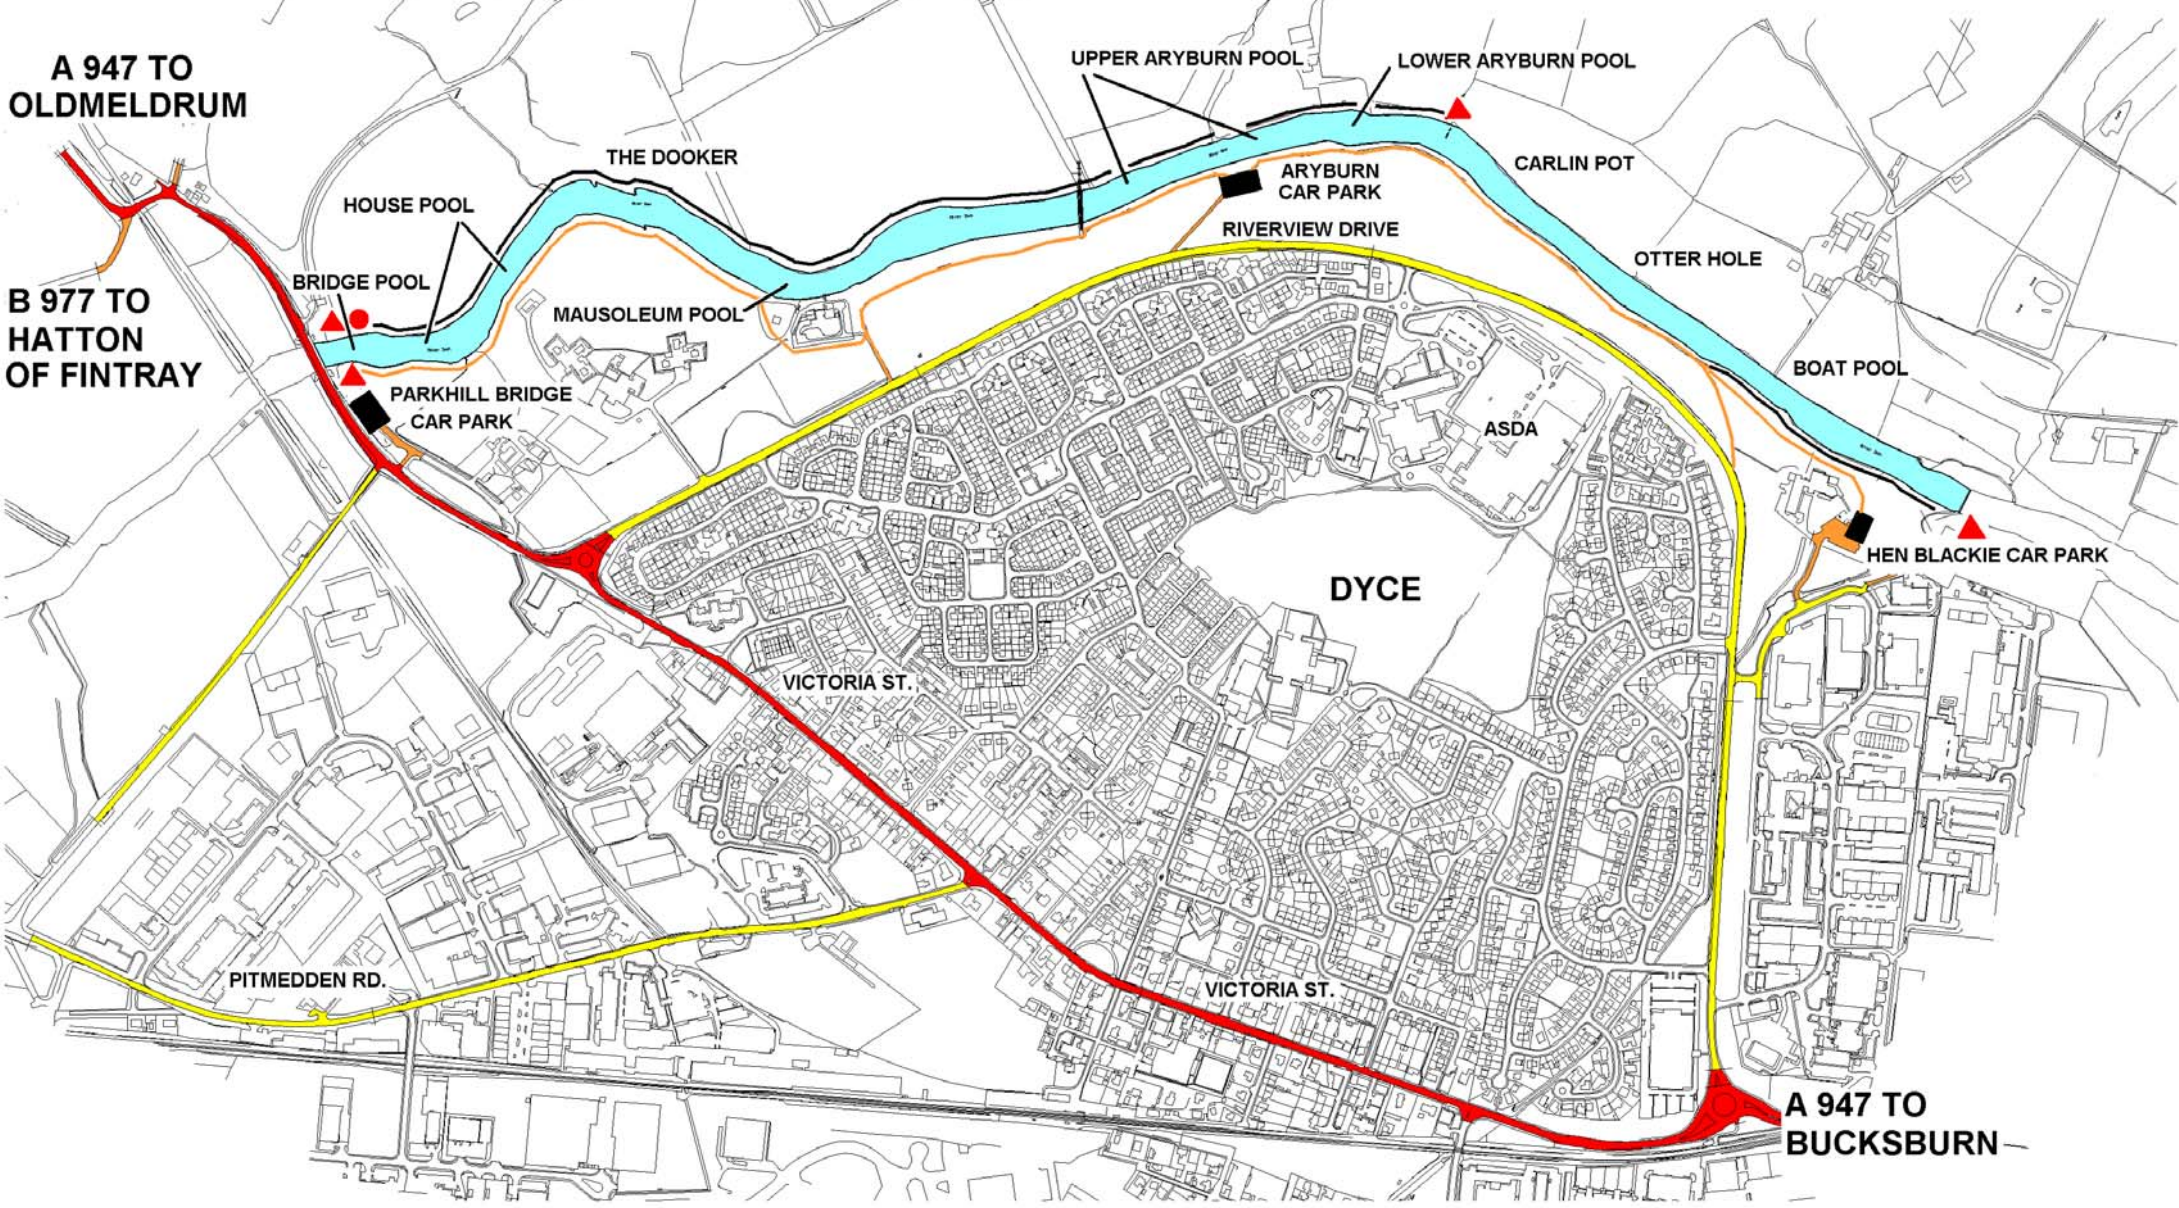 A 947 TO
OLDMELDRUM
UPPER ARYBURN POOL
LOWER ARYBURN POOL
THE DOOKER
CARLIN POT
ARYBURN
CAR PARK
HOUSE POOL
RIVERVIEW DRIVE
OTTER HOLE
BRIDGE POOL
B 977 TO
HATTON
OF FINTRAY
MAUSOLEUM POOL
BOAT POOL
PARKHILL BRIDGE
CAR PARK
ASDA
HEN BLACKIE CAR PARK
DYCE
VICTORIA ST.
PITMEDDEN RD.
VICTORIA ST.
A 947 TO
BUCKSBURN